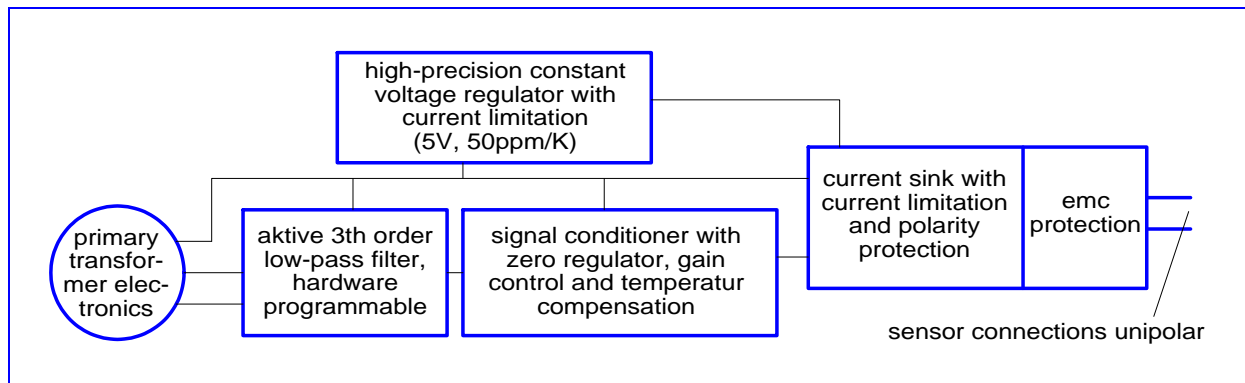 high-precision constant
voltage regulator with
current limitation
(5V, 50ppm/K)
primary
transfor-
mer elec-
tronics
aktive 3th order
low-pass filter,
hardware
programmable
signal conditioner with
zero regulator, gain
control and temperatur
compensation
current sink with
current limitation
and polarity
protection
emc
protection
sensor connections unipolar